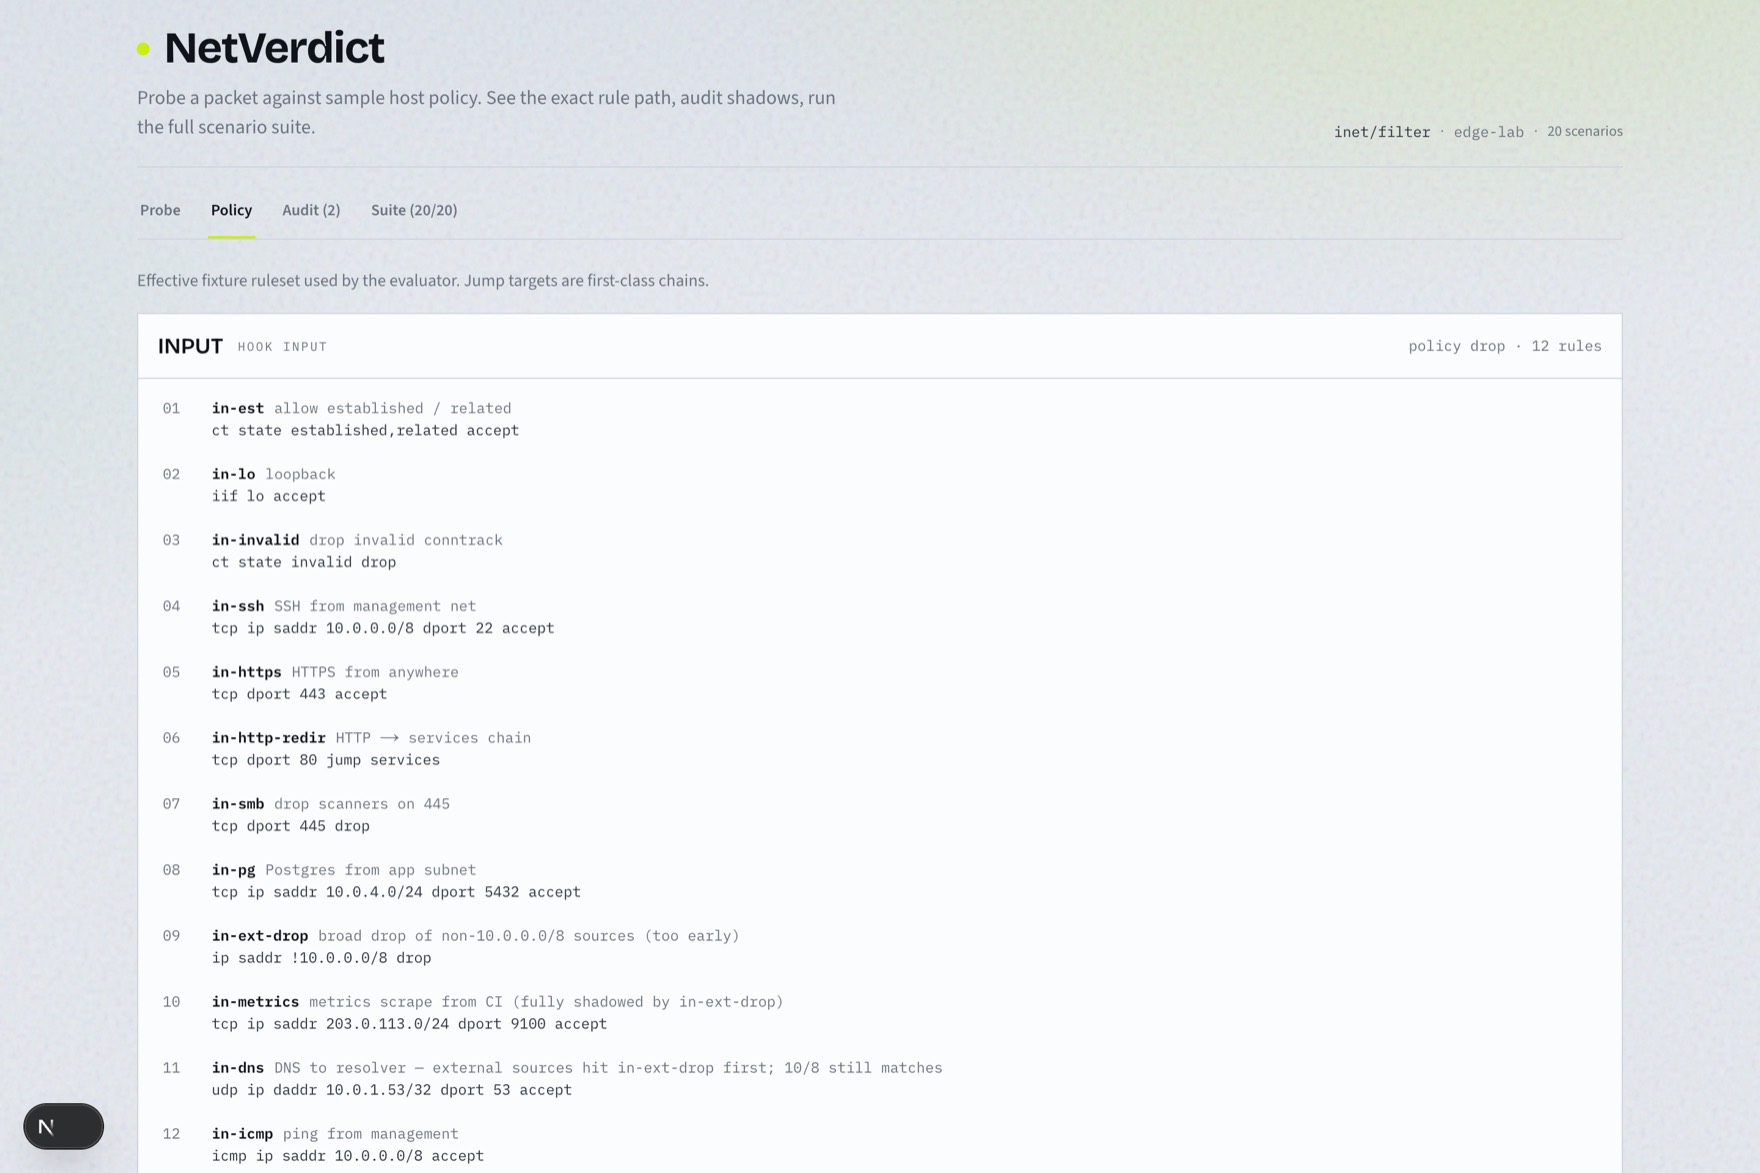 NetVerdict
Probe a packet against sample host policy. See the exact rule path, audit shadows, run
the full scenario suite.
inet/filter · edge-lab · 20 scenarios
Probe Policy Audit (2) Suite (20/20)
Effective fixture ruleset used by the evaluator. Jump targets are first-class chains.
INPUT HOOK INPUT policy drop · 12 rules
01 in-est allow established / related
ct state established,related accept
02 in-lo loopback
iif lo accept
03 in-invalid drop invalid conntrack
ct state invalid drop
04 in-ssh SSH from management net
tcp ip saddr 10.0.0.0/8 dport 22 accept
05 in-https HTTPS from anywhere
tcp dport 443 accept
06 in-http-redir HTTP → services chain
tcp dport 80 jump services
07 in-smb drop scanners on 445
tcp dport 445 drop
08 in-pg Postgres from app subnet
tcp ip saddr 10.0.4.0/24 dport 5432 accept
09 in-ext-drop broad drop of non-10.0.0.0/8 sources (too early)
ip saddr !10.0.0.0/8 drop
10 in-metrics metrics scrape from CI (fully shadowed by in-ext-drop)
tcp ip saddr 203.0.113.0/24 dport 9100 accept
11 in-dns DNS to resolver — external sources hit in-ext-drop first; 10/8 still matches
udp ip daddr 10.0.1.53/32 dport 53 accept
12 in-icmp ping from management
icmp ip saddr 10.0.0.0/8 accept
N